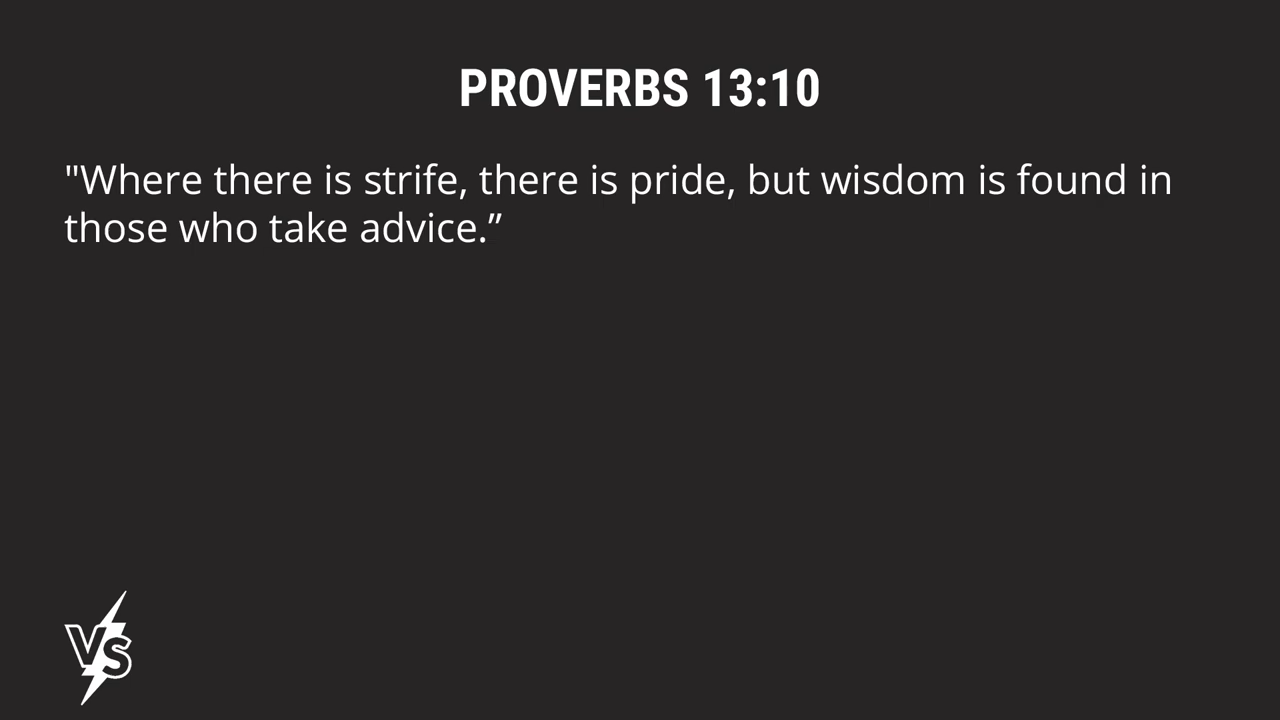 PROVERBS 13:10
"Where there is strife, there is pride, but wisdom is found in
those who take advice.”
VS